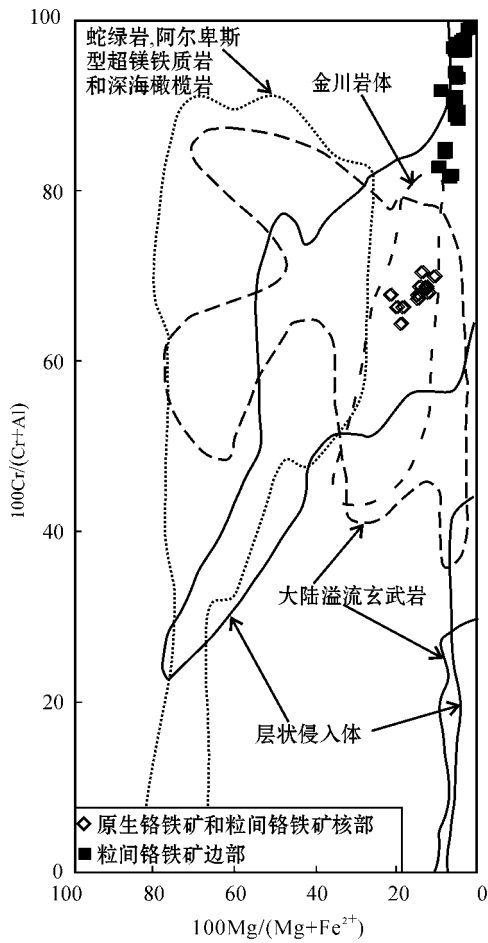 100
80
60
40
20
0
100Cr/(Cr+Al)
蛇绿岩,阿尔卑斯
型超镁铁质岩
和深海橄榄岩
金川岩体
大陆溢流玄武岩
层状侵入体
原生铬铁矿和粒间铬铁矿核部
粒间铬铁矿边部
100
80
60
40
20
0
100Mg/(Mg+Fe²⁺)